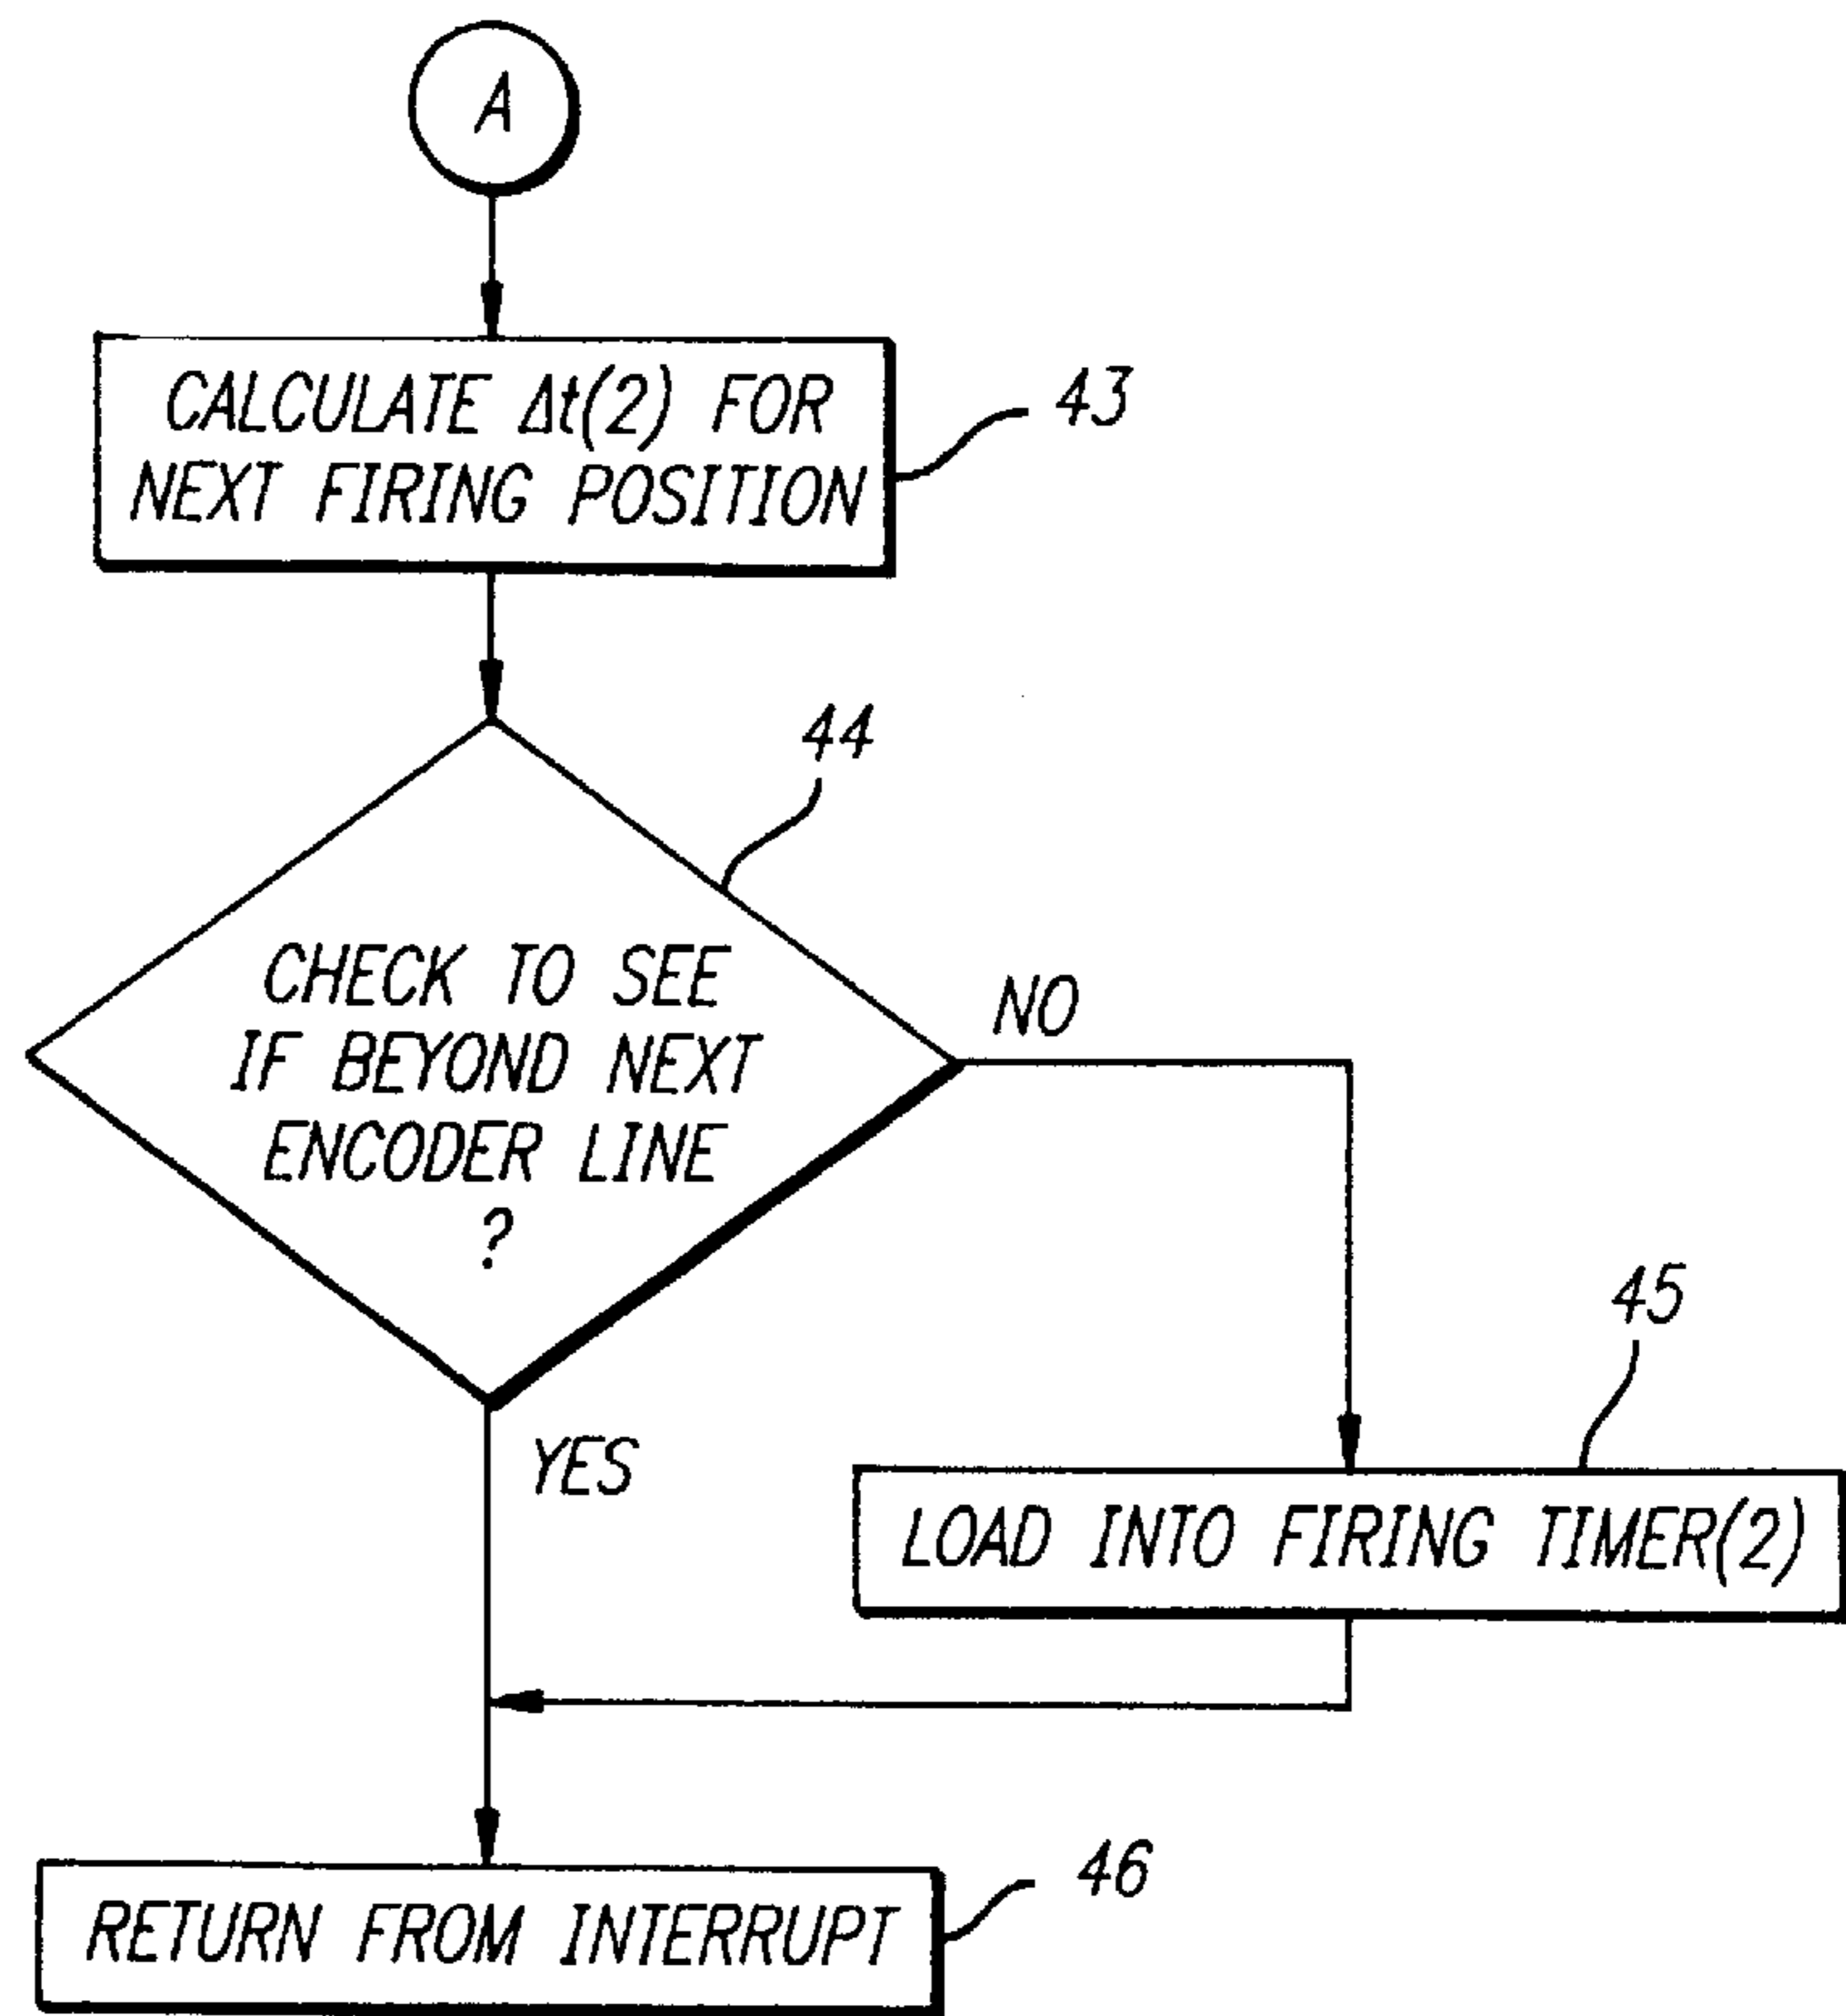 A
CALCULATE Δt(2) FOR
NEXT FIRING POSITION
43
44
CHECK TO SEE
IF BEYOND NEXT
ENCODER LINE
?
NO
YES
45
LOAD INTO FIRING TIMER(2)
46
RETURN FROM INTERRUPT